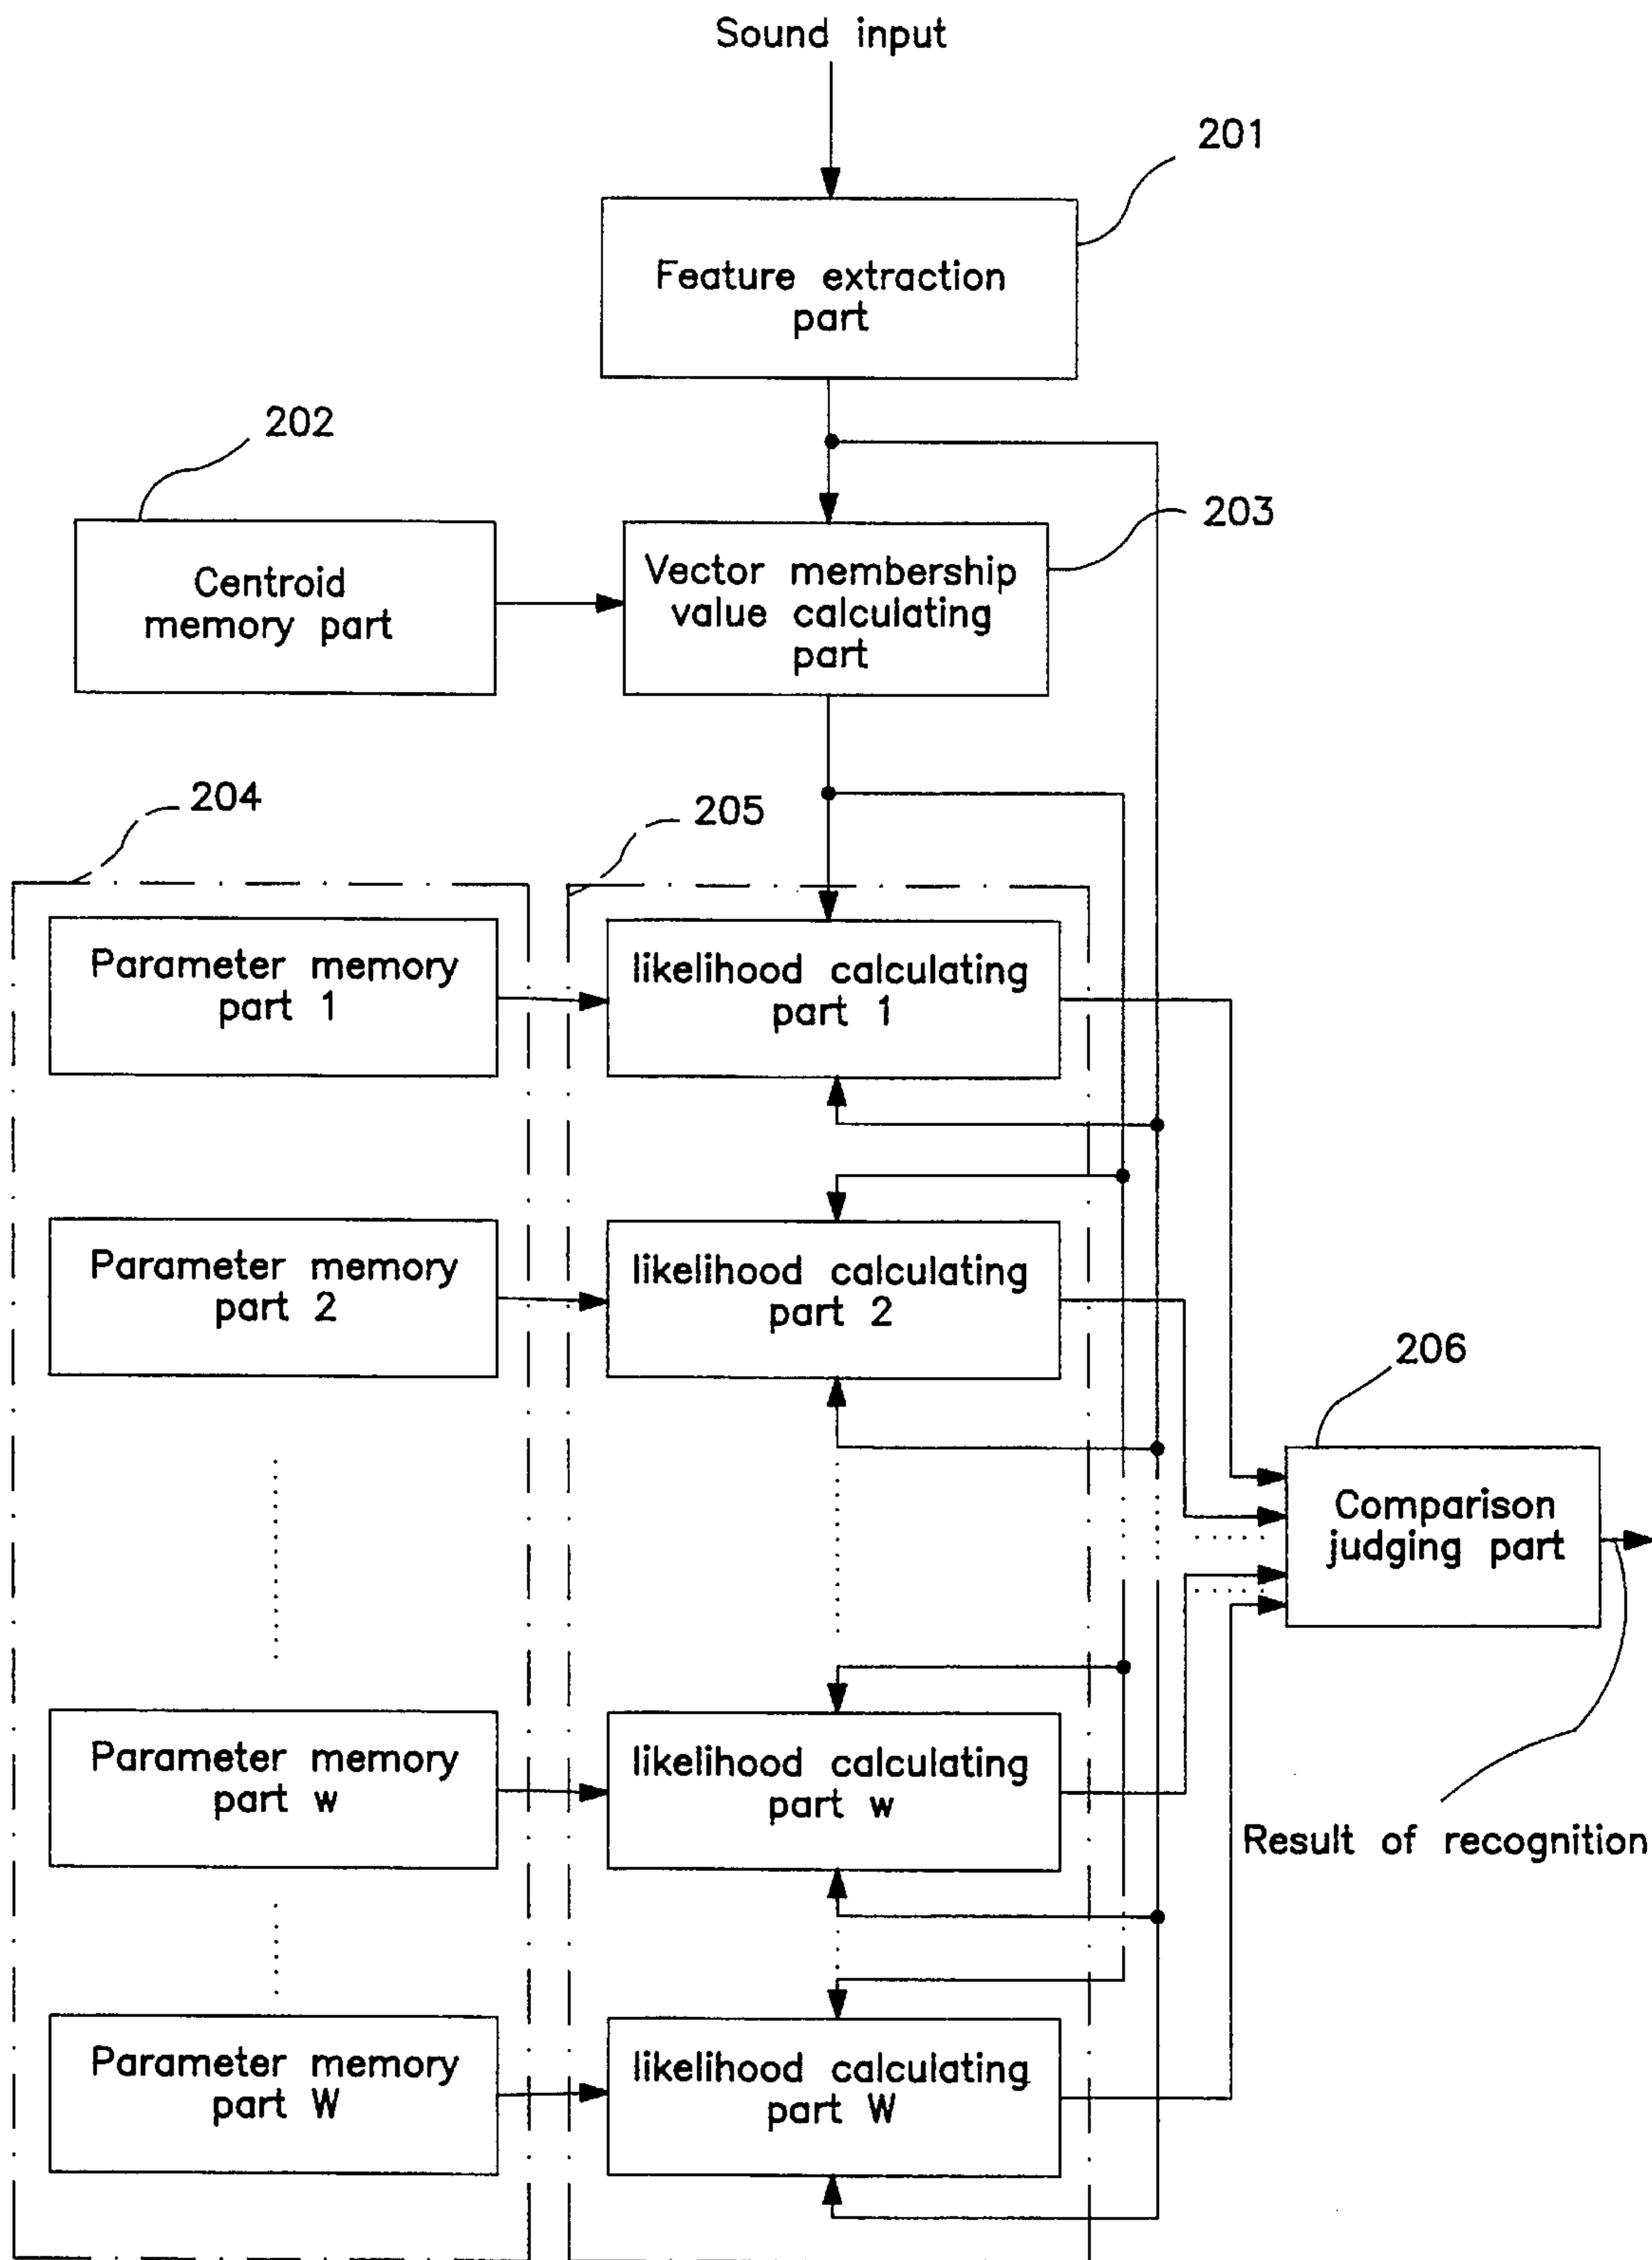 Sound input
201
Feature extraction
part
202
203
Centroid
memory part
Vector membership
value calculating
part
204
205
Parameter memory
part 1
likelihood calculating
part 1
Parameter memory
part 2
likelihood calculating
part 2
206
Comparison
judging part
Parameter memory
part w
likelihood calculating
part w
Result of recognition
Parameter memory
part W
likelihood calculating
part W